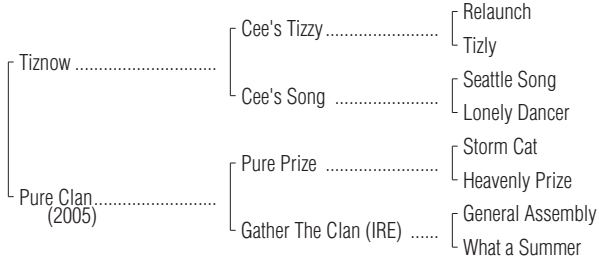 Relaunch
Cee's Tizzy
Tizly
Tiznow
Seattle Song
Cee's Song
Lonely Dancer
Storm Cat
Pure Prize
Heavenly Prize
Pure Clan
(2005)
General Assembly
Gather The Clan (IRE)
What a Summer